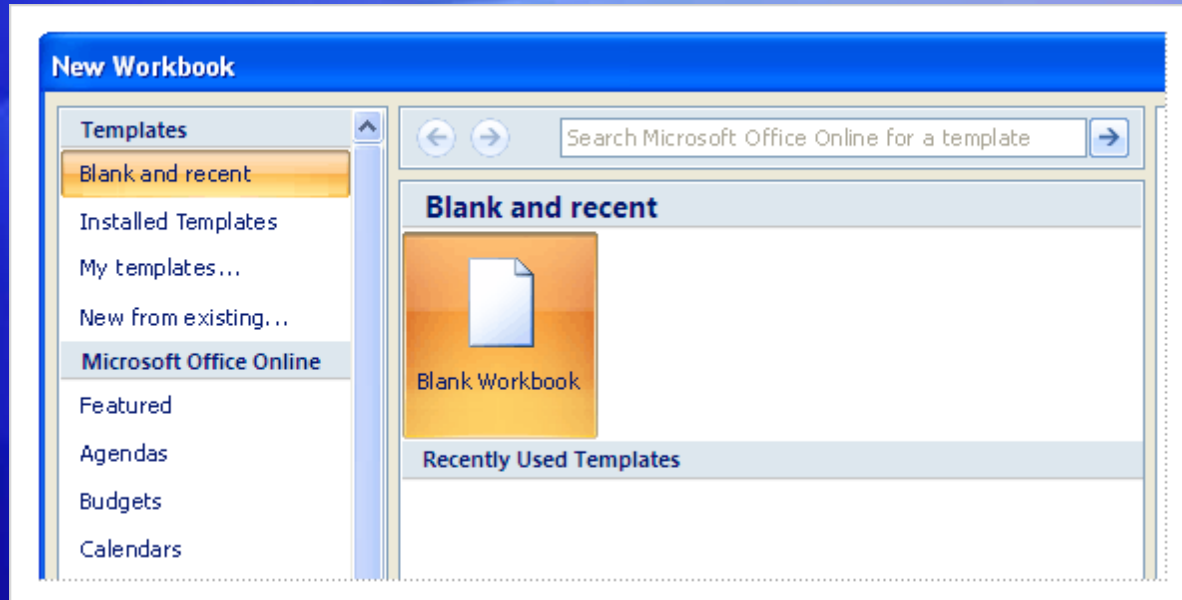 New Workbook
Templates
Blank and recent
Installed Templates
My templates...
New from existing...
Microsoft Office Online
Featured
Agendas
Budgets
Calendars
Search Microsoft Office Online for a template
Blank and recent
Blank Workbook
Recently Used Templates